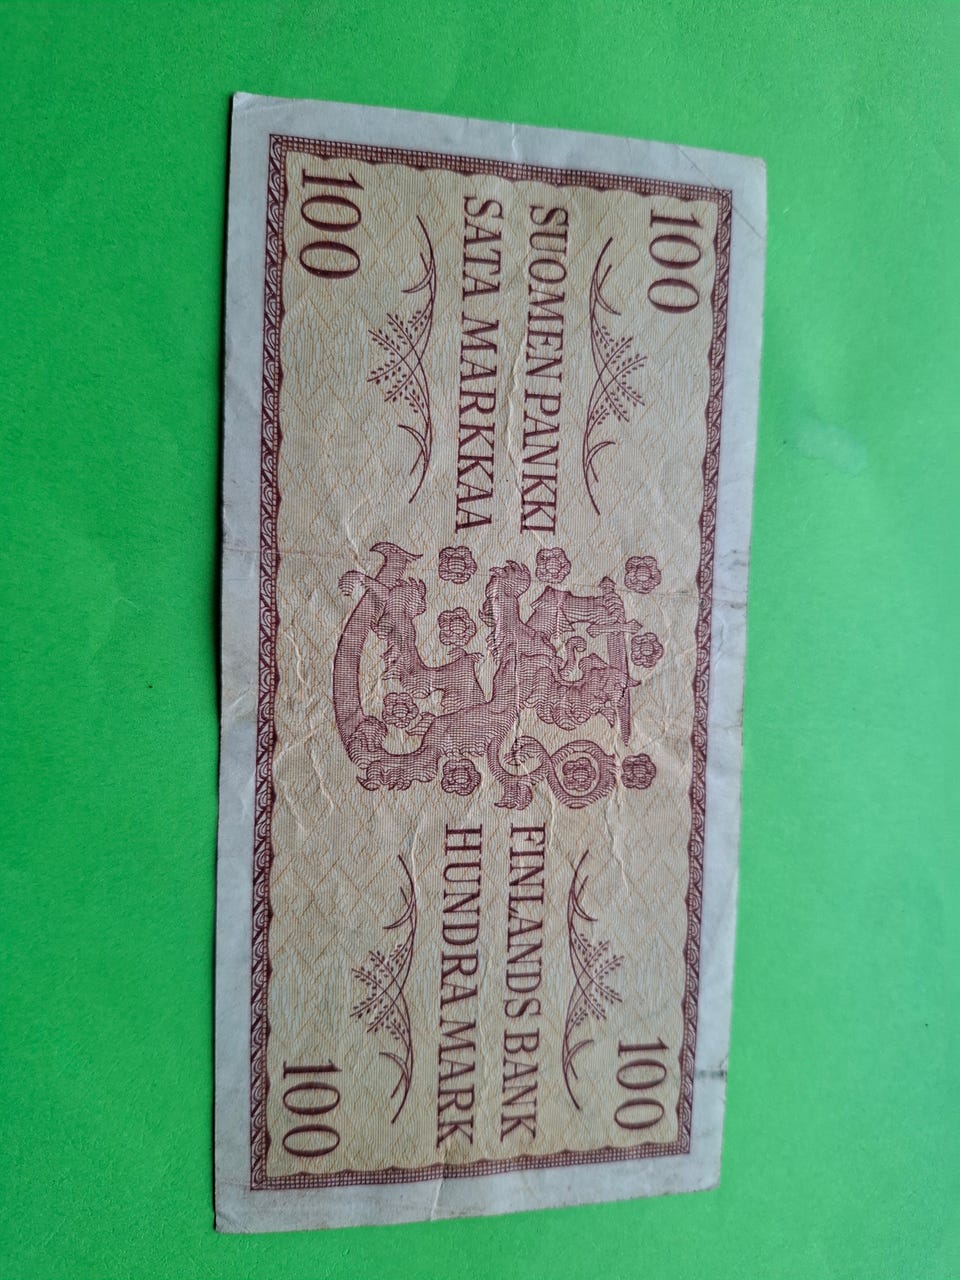 100
100
SUOMEN PANKKI
SATA MARKKAA
FINLANDS BANK
HUNDRA MARK
100
100